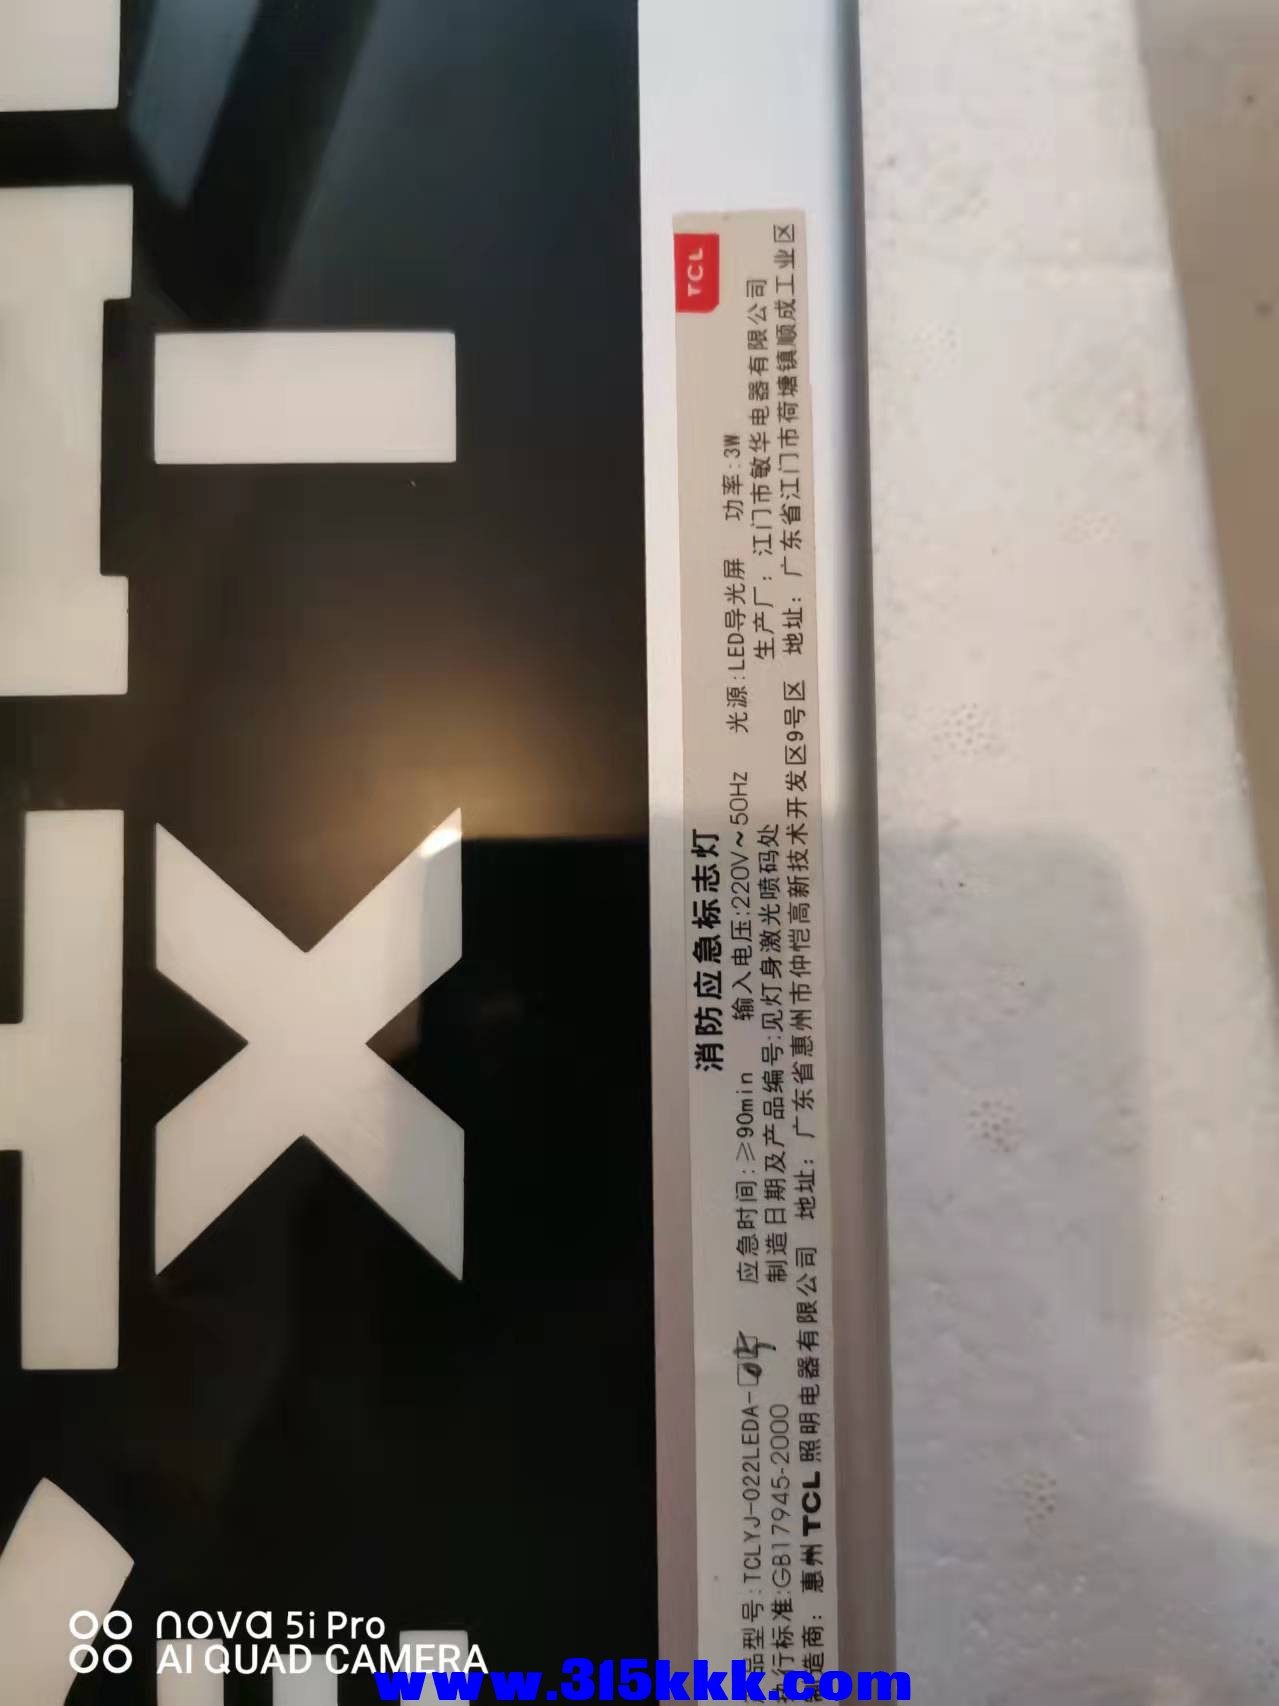 TCL
消防应急标志灯
品型号:TCLYJ-022LEDA- 应急时间:≥90min 输入电压:220V~50Hz 光源:LED导光屏 功率:3W
执行标准:GB17945-2000 制造日期及产品编号:见灯身激光喷码处 生产厂:江门市敏华电器有限公司
制造商:惠州TCL照明电器有限公司 地址:广东省惠州市仲恺高新技术开发区9号区 地址:广东省江门市荷塘镇顺成工业区
nova 5i Pro
AI QUAD CAMERA
www.315kkk.com